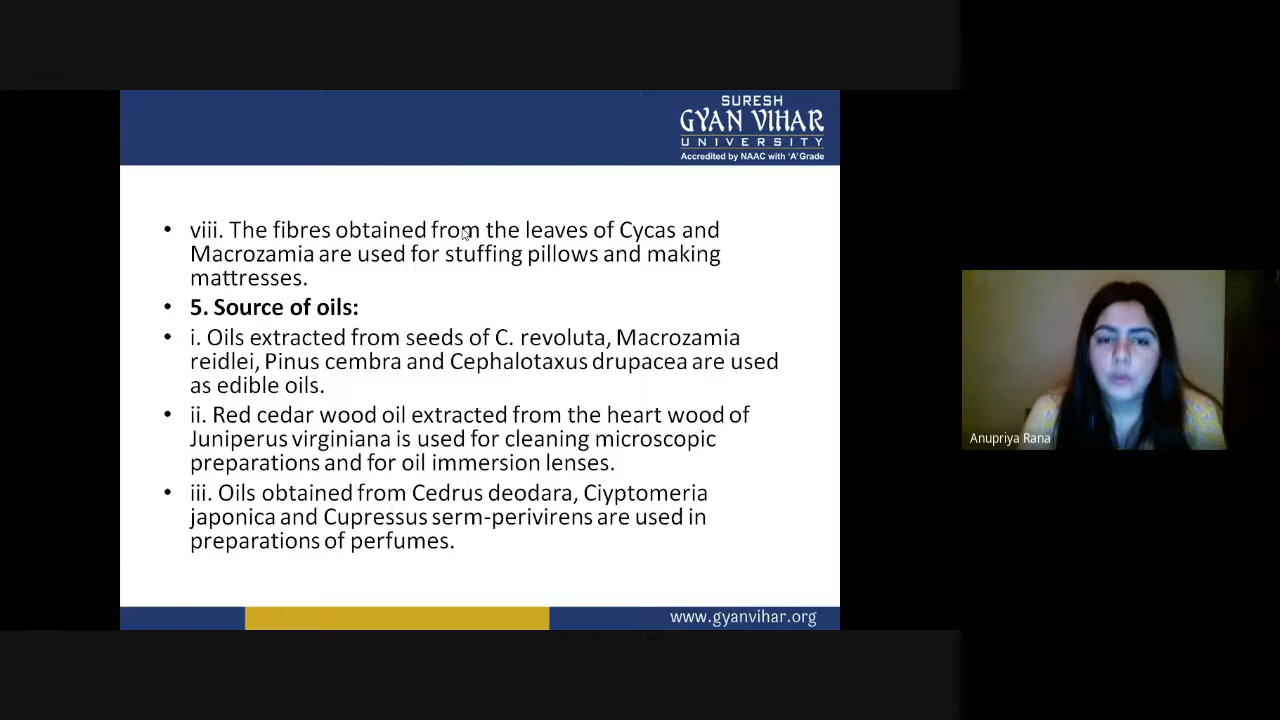 SURESH
GYAN VIHAR
UNIVERSITY
Accredited by NAAC with 'A' Grade
• viii. The fibres obtained from the leaves of Cycas and
Macrozamia are used for stuffing pillows and making
mattresses.
• 5. Source of oils:
• i. Oils extracted from seeds of C. revoluta, Macrozamia
reidlei, Pinus cembra and Cephalotaxus drupacea are used
as edible oils.
• ii. Red cedar wood oil extracted from the heart wood of
Juniperus virginiana is used for cleaning microscopic
preparations and for oil immersion lenses.
• iii. Oils obtained from Cedrus deodara, Ciyptomeria
japonica and Cupressus serm-perivirens are used in
preparations of perfumes.
www.gyanvihar.org
Anupriya Rana